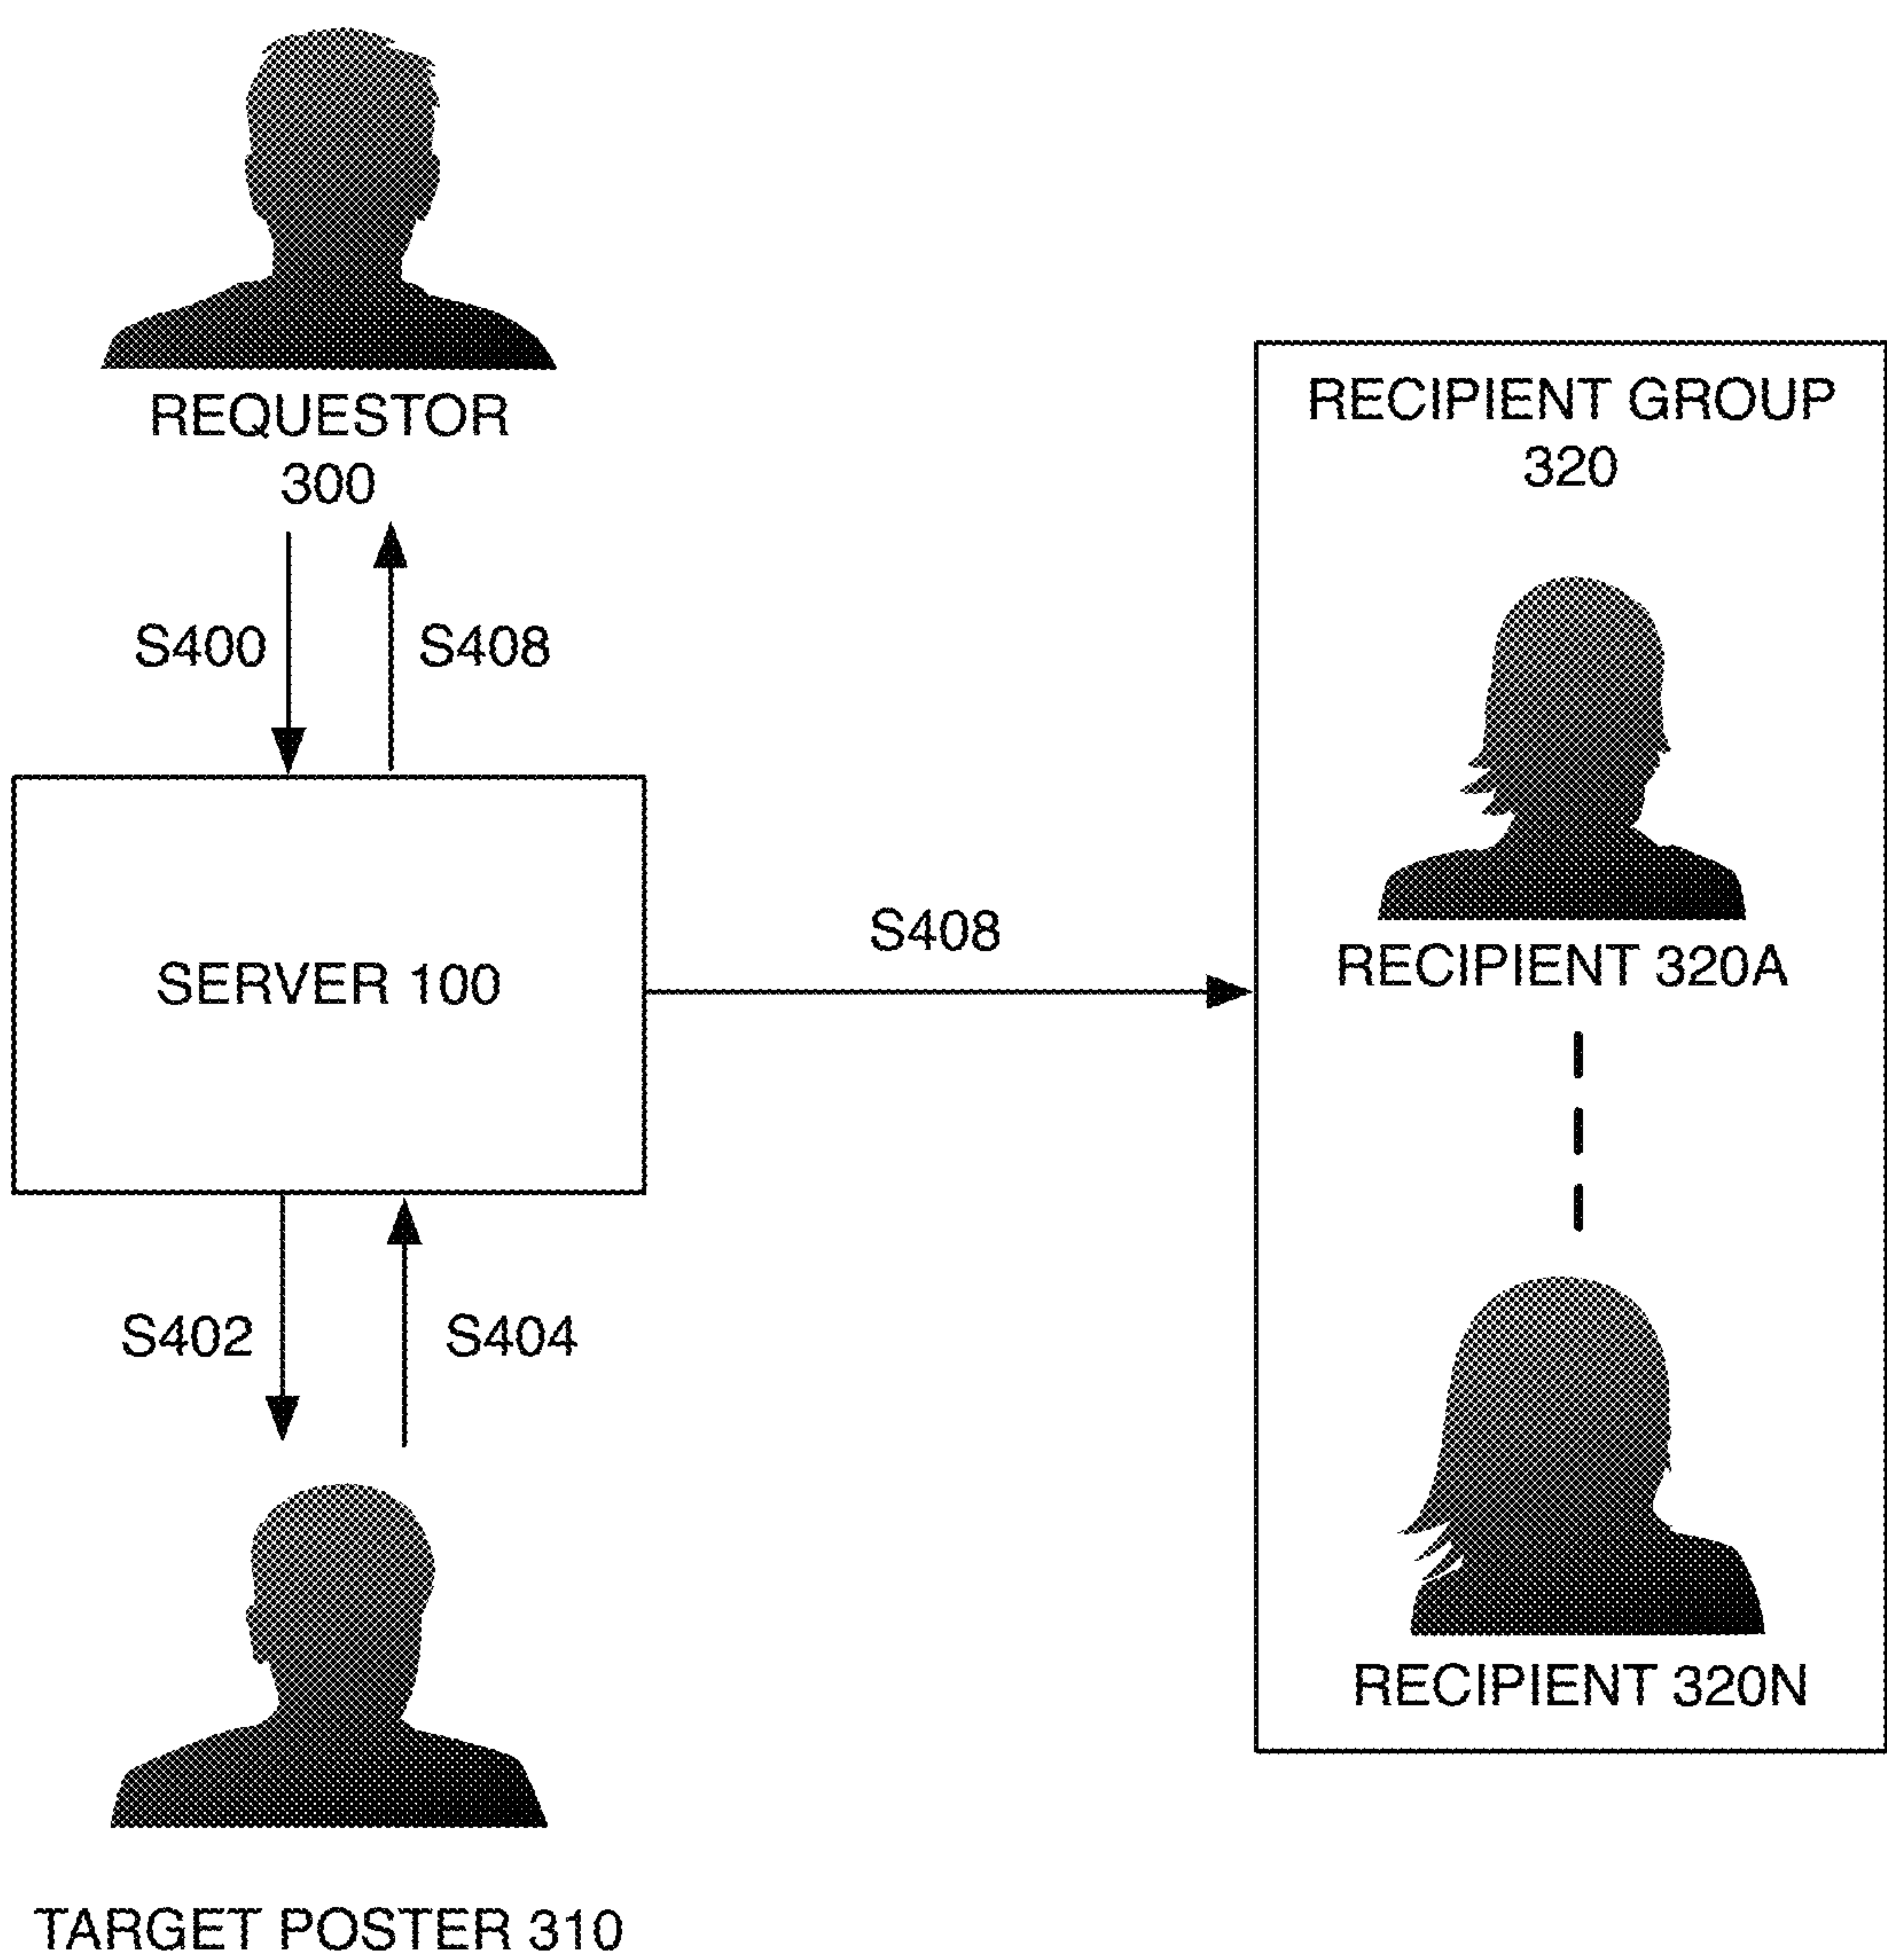 REQUESTOR
300
S400
S408
SERVER 100
S408
S402
S404
TARGET POSTER 310
RECIPIENT GROUP
320
RECIPIENT 320A
RECIPIENT 320N